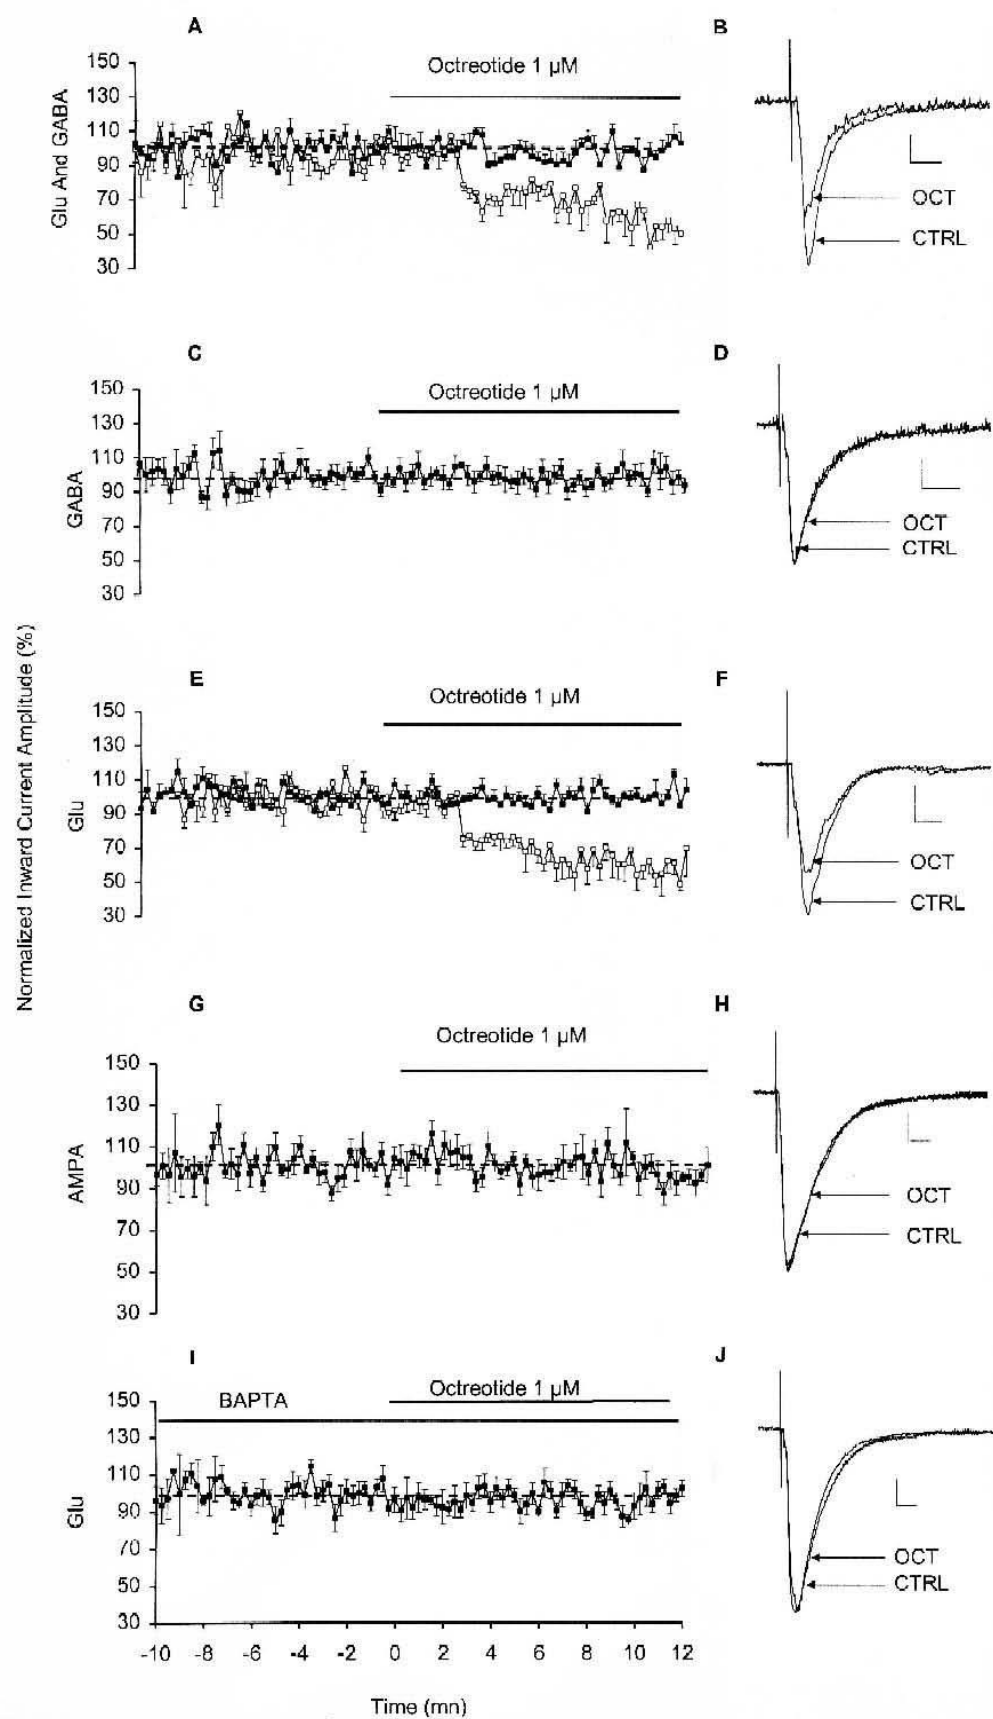 A
B
Octreotide 1 µM
150
130
110
90
70
50
30
Glu And GABA
OCT
CTRL
C
D
Octreotide 1 µM
150
130
110
90
70
50
30
GABA
OCT
CTRL
Normalized Inward Current Amplitude (%)
E
F
Octreotide 1 µM
150
130
110
90
70
50
30
Glu
OCT
CTRL
G
H
Octreotide 1 µM
150
130
110
90
70
50
30
AMPA
OCT
CTRL
I
J
BAPTA
Octreotide 1 µM
150
130
110
90
70
50
30
Glu
OCT
CTRL
-10 -8 -6 -4 -2 0 2 4 6 8 10 12
Time (mn)